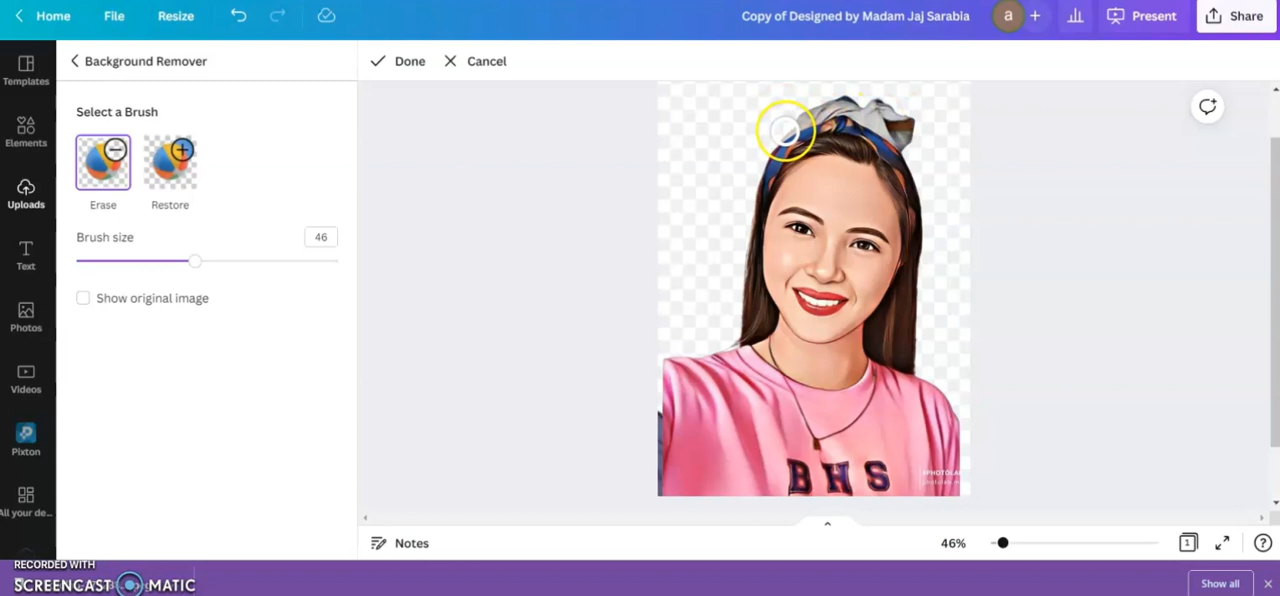 Home File Resize Copy of Designed by Madam Jaj Sarabia a + Present Share
Templates
Elements
Uploads
Text
Photos
Videos
Pixton
All your de...
Background Remover
Select a Brush
Erase Restore
Brush size 46
Show original image
Done Cancel
BHS
Notes 46% 1 ?
RECORDED WITH
SCREENCAST MATIC
Show all